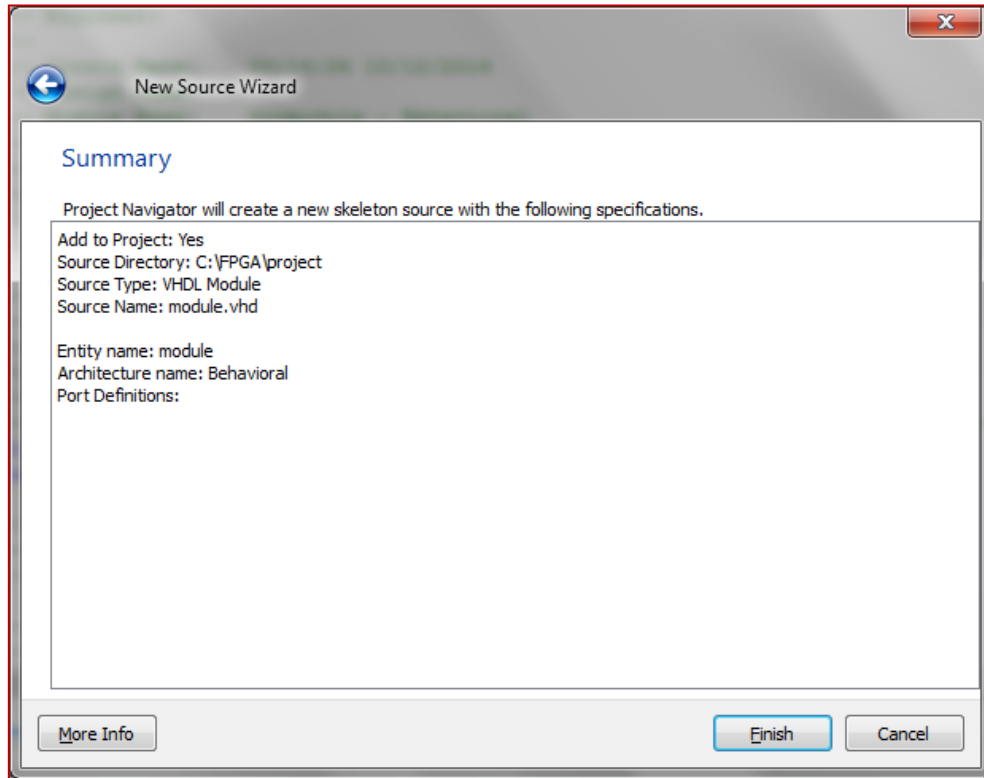 New Source Wizard
Summary
Project Navigator will create a new skeleton source with the following specifications.
Add to Project: Yes
Source Directory: C:\FPGA\project
Source Type: VHDL Module
Source Name: module.vhd
Entity name: module
Architecture name: Behavioral
Port Definitions:
More Info
Finish
Cancel